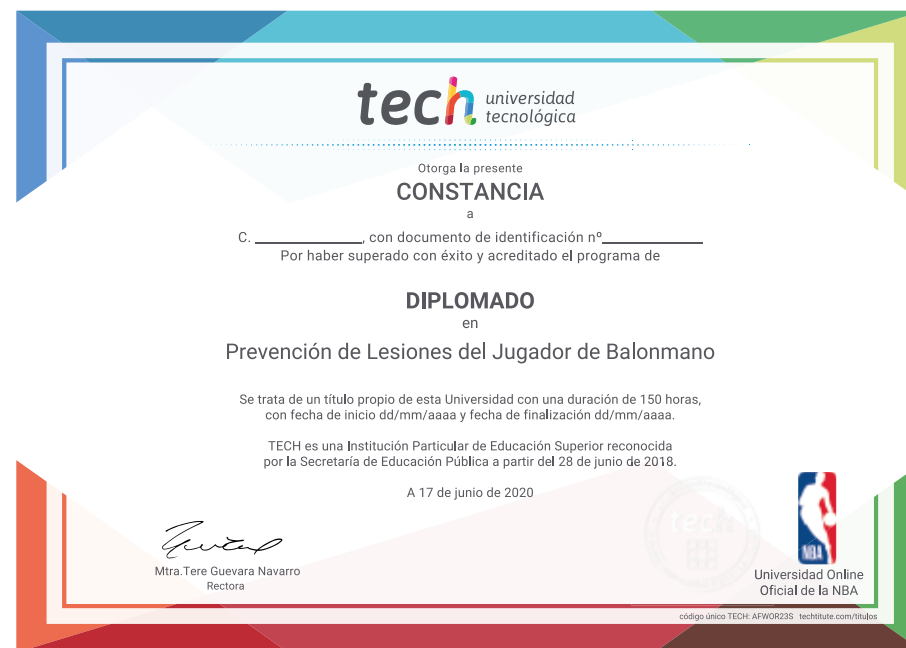 tech universidad
tecnológica
Otorga la presente
CONSTANCIA
a
C. ____________, con documento de identificación nº____________
Por haber superado con éxito y acreditado el programa de
DIPLOMADO
en
Prevención de Lesiones del Jugador de Balonmano
Se trata de un título propio de esta Universidad con una duración de 150 horas,
con fecha de inicio dd/mm/aaaa y fecha de finalización dd/mm/aaaa.
TECH es una Institución Particular de Educación Superior reconocida
por la Secretaría de Educación Pública a partir del 28 de junio de 2018.
A 17 de junio de 2020
tech
NBA
Mtra.Tere Guevara Navarro
Rectora
Universidad Online
Oficial de la NBA
código único TECH: AFWOR23S techtitute.com/titulos